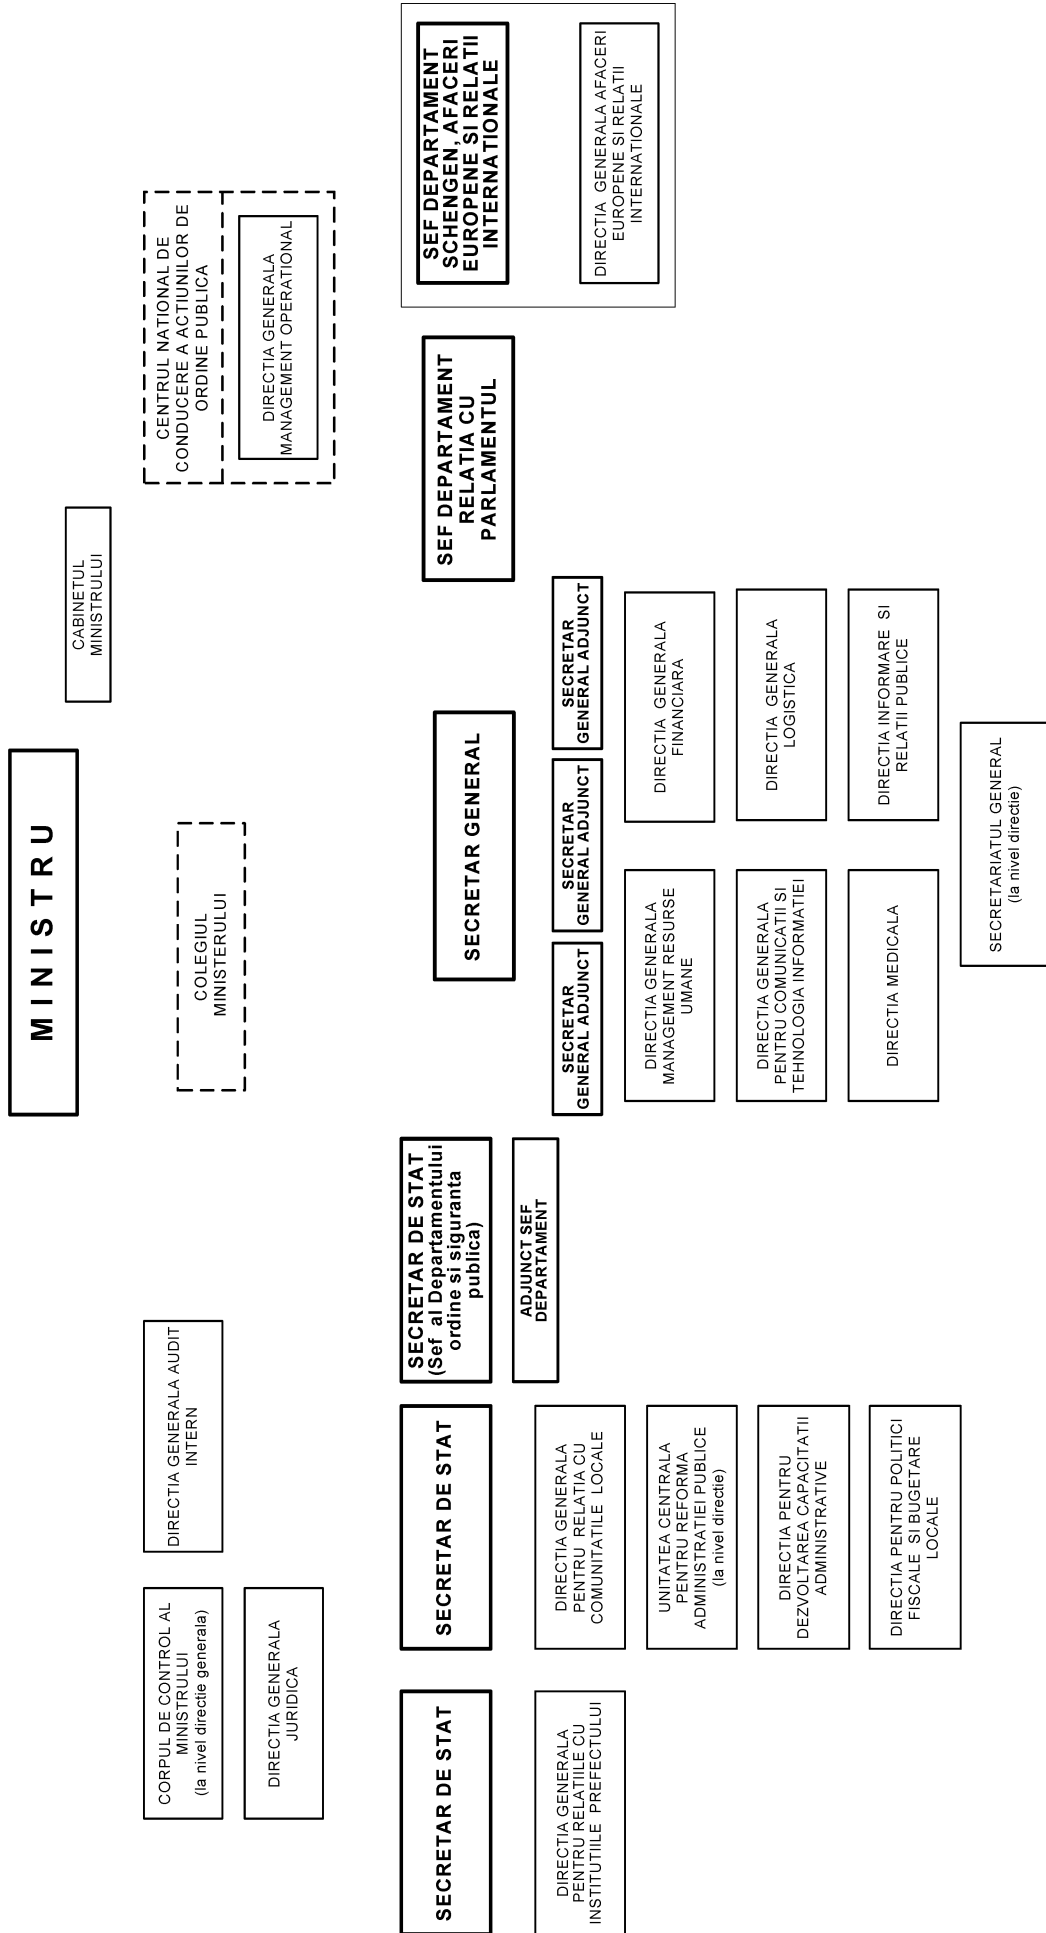 MINISTRU
CABINETUL
MINISTRULUI
CORPUL DE CONTROL AL
MINISTRULUI
(la nivel directie generala)
DIRECTIA GENERALA AUDIT
INTERN
COLEGIUL
MINISTERULUI
CENTRUL NATIONAL DE
CONDUCERE A ACTIUNILOR DE
ORDINE PUBLICA
DIRECTIA GENERALA
JURIDICA
DIRECTIA GENERALA
MANAGEMENT OPERATIONAL
SECRETAR DE STAT
DIRECTIA GENERALA
PENTRU RELATIILE CU
INSTITUTIILE PREFECTULUI
SECRETAR DE STAT
DIRECTIA GENERALA
PENTRU RELATIA CU
COMUNITATILE LOCALE
UNITATEA CENTRALA
PENTRU REFORMA
ADMINISTRATIEI PUBLICE
(la nivel directie)
DIRECTIA PENTRU
DEZVOLTAREA CAPACITATII
ADMINISTRATIVE
DIRECTIA PENTRU POLITICI
FISCALE SI BUGETARE
LOCALE
SECRETAR DE STAT
(Sef al Departamentului
ordine si siguranta
publica)
ADJUNCT SEF
DEPARTAMENT
SECRETAR GENERAL
SECRETAR
GENERAL ADJUNCT
SECRETAR
GENERAL ADJUNCT
SECRETAR
GENERAL ADJUNCT
DIRECTIA GENERALA
MANAGEMENT RESURSE
UMANE
DIRECTIA GENERALA
FINANCIARA
DIRECTIA GENERALA
PENTRU COMUNICATII SI
TEHNOLOGIA INFORMATIEI
DIRECTIA GENERALA
LOGISTICA
DIRECTIA MEDICALA
DIRECTIA INFORMARE SI
RELATII PUBLICE
SECRETARIATUL GENERAL
(la nivel directie)
SEF DEPARTAMENT
RELATIA CU
PARLAMENTUL
SEF DEPARTAMENT
SCHENGEN, AFACERI
EUROPENE SI RELATII
INTERNATIONALE
DIRECTIA GENERALA AFACERI
EUROPENE SI RELATII
INTERNATIONALE